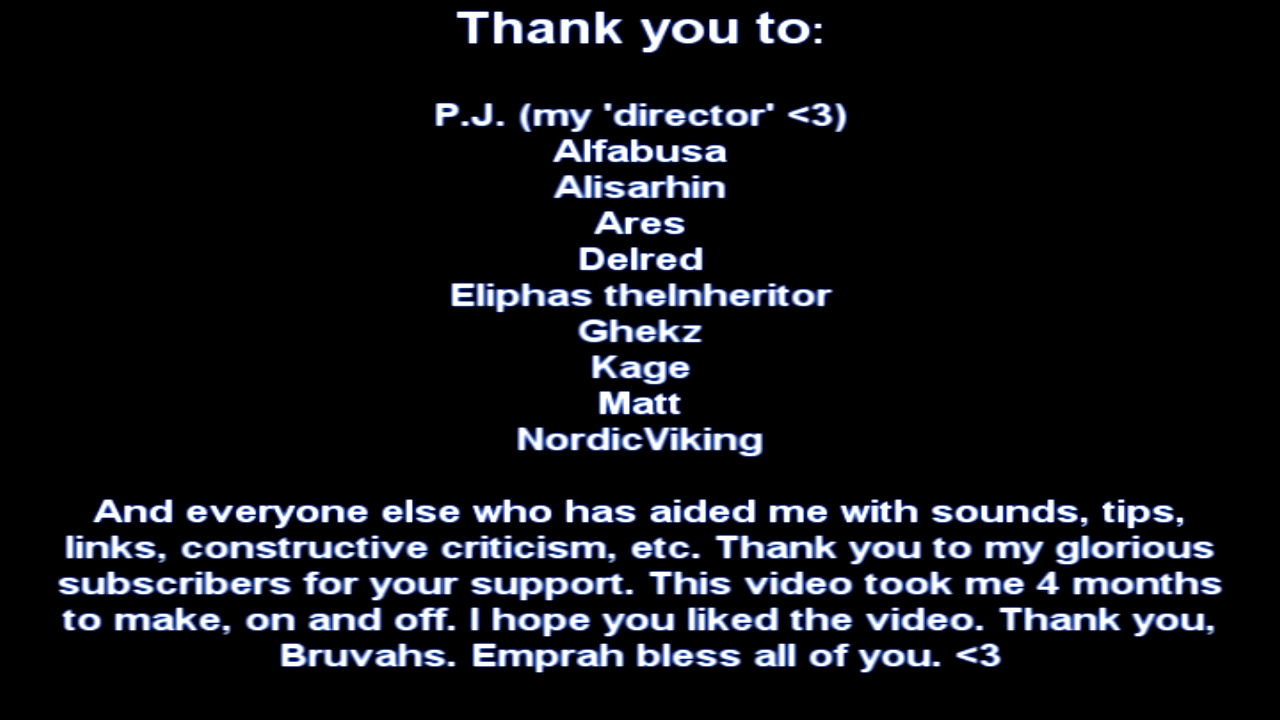 Thank you to:
P.J. (my 'director' <3)
Alfabusa
Alisarhin
Ares
Delred
Eliphas theInheritor
Ghekz
Kage
Matt
NordicViking
And everyone else who has aided me with sounds, tips,
links, constructive criticism, etc. Thank you to my glorious
subscribers for your support. This video took me 4 months
to make, on and off. I hope you liked the video. Thank you,
Bruvahs. Emprah bless all of you. <3